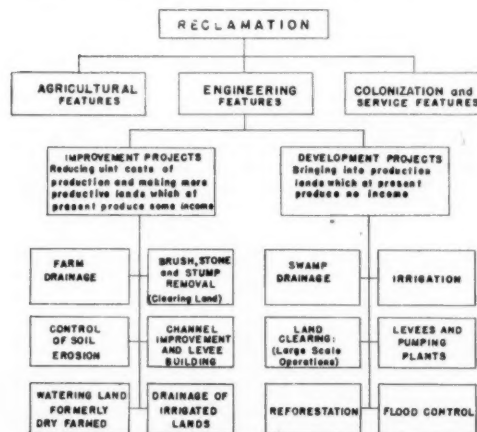 RECLAMATION
AGRICULTURAL
FEATURES
ENGINEERING
FEATURES
COLONIZATION and
SERVICE FEATURES
IMPROVEMENT PROJECTS
Reducing uint costs of
production and making more
productive lands which at
present produce some income
DEVELOPMENT PROJECTS
Bringing into production
lands which at present
produce no income
FARM
DRAINAGE
BRUSH, STONE
and STUMP
REMOVAL
(Clearing Land)
SWAMP
DRAINAGE
IRRIGATION
CONTROL
OF SOIL
EROSION
CHANNEL
IMPROVEMENT
AND LEVEE
BUILDING
LAND
CLEARING:
(Large Scale
Operations)
LEVEES AND
PUMPING
PLANTS
WATERING LAND
FORMERLY
DRY FARMED
DRAINAGE OF
IRRIGATED
LANDS
REFORESTATION
FLOOD CONTROL